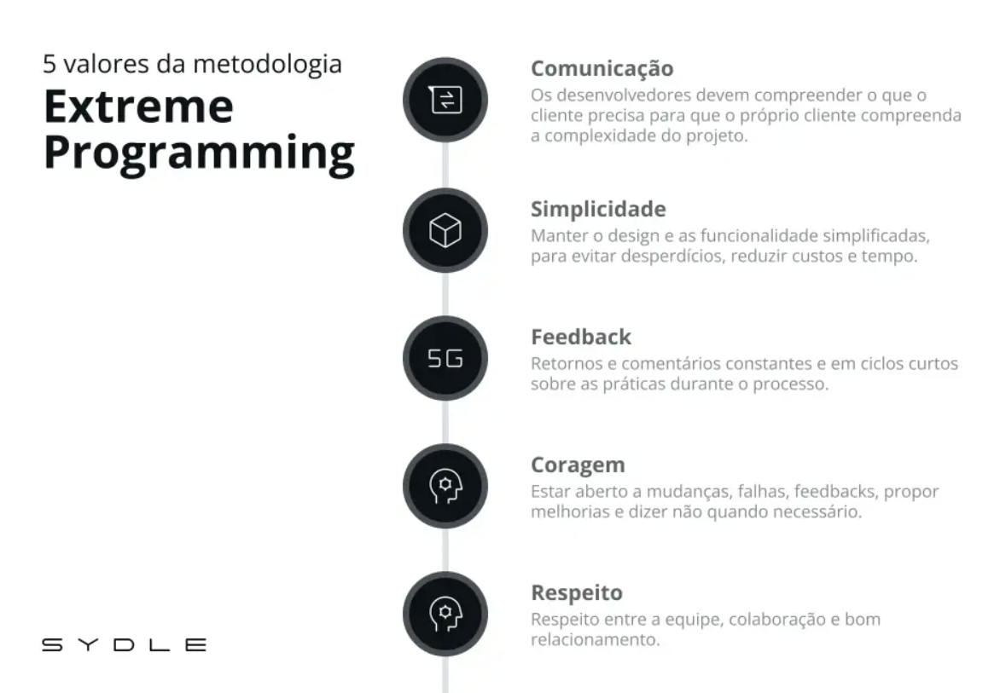 5 valores da metodologia
Extreme
Programming
Comunicação
Os desenvolvedores devem compreender o que o
cliente precisa para que o próprio cliente compreenda
a complexidade do projeto.
Simplicidade
Manter o design e as funcionalidade simplificadas,
para evitar desperdícios, reduzir custos e tempo.
5G
Feedback
Retornos e comentários constantes e em ciclos curtos
sobre as práticas durante o processo.
Coragem
Estar aberto a mudanças, falhas, feedbacks, propor
melhorias e dizer não quando necessário.
Respeito
Respeito entre a equipe, colaboração e bom
relacionamento.
SYDLE